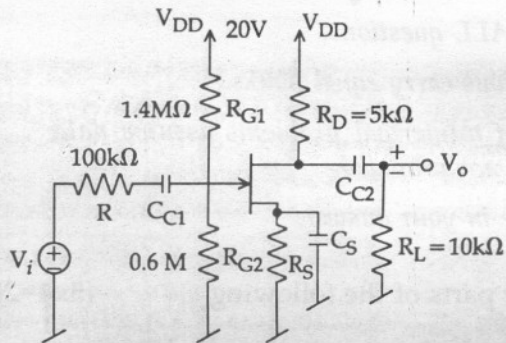 V_DD 20V V_DD
1.4MΩ R_G1 R_D = 5kΩ
100kΩ
R C_C1 C_C2 + − V_o
V_i + −
0.6 M R_G2 R_S C_S R_L = 10kΩ